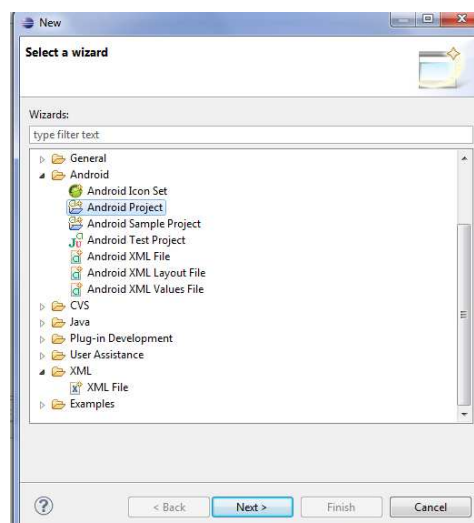 New
Select a wizard
Wizards:
type filter text
General
Android
Android Icon Set
Android Project
Android Sample Project
Android Test Project
Android XML File
Android XML Layout File
Android XML Values File
CVS
Java
Plug-in Development
User Assistance
XML
XML File
Examples
< Back Next > Finish Cancel